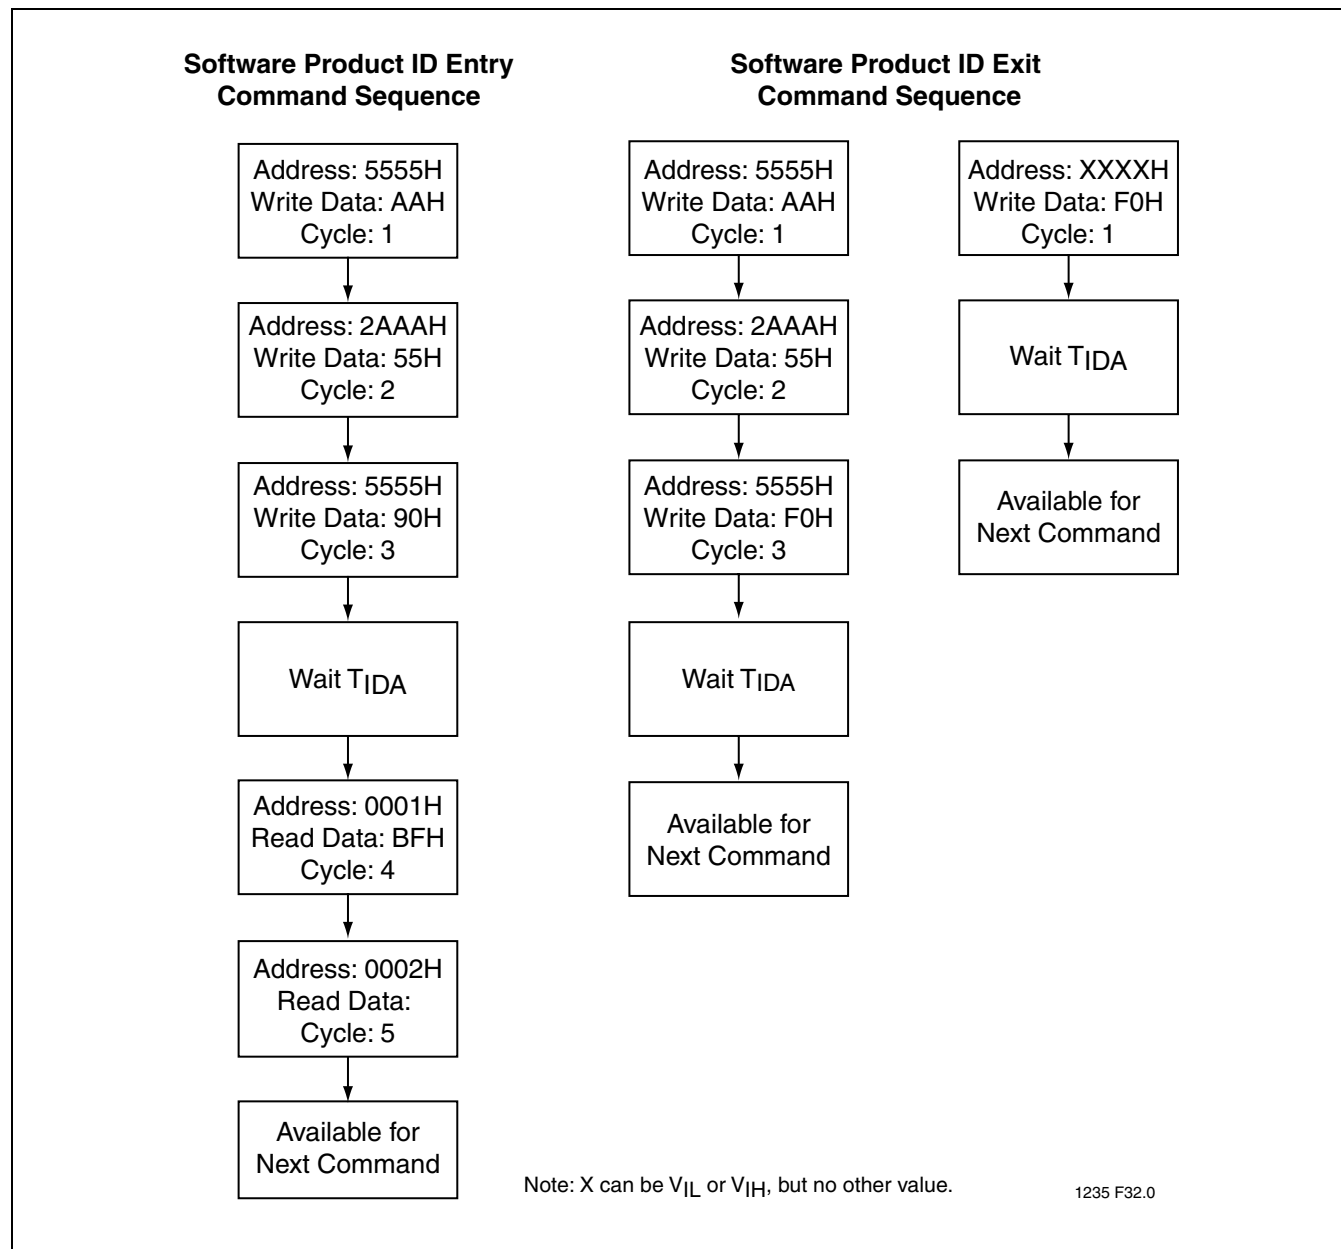 Software Product ID Entry
Command Sequence
Address: 5555H
Write Data: AAH
Cycle: 1
Address: 2AAAH
Write Data: 55H
Cycle: 2
Address: 5555H
Write Data: 90H
Cycle: 3
Wait TIDA
Address: 0001H
Read Data: BFH
Cycle: 4
Address: 0002H
Read Data:
Cycle: 5
Available for
Next Command
Software Product ID Exit
Command Sequence
Address: 5555H
Write Data: AAH
Cycle: 1
Address: 2AAAH
Write Data: 55H
Cycle: 2
Address: 5555H
Write Data: F0H
Cycle: 3
Wait TIDA
Available for
Next Command
Address: XXXXH
Write Data: F0H
Cycle: 1
Wait TIDA
Available for
Next Command
Note: X can be VIL or VIH, but no other value.
1235 F32.0